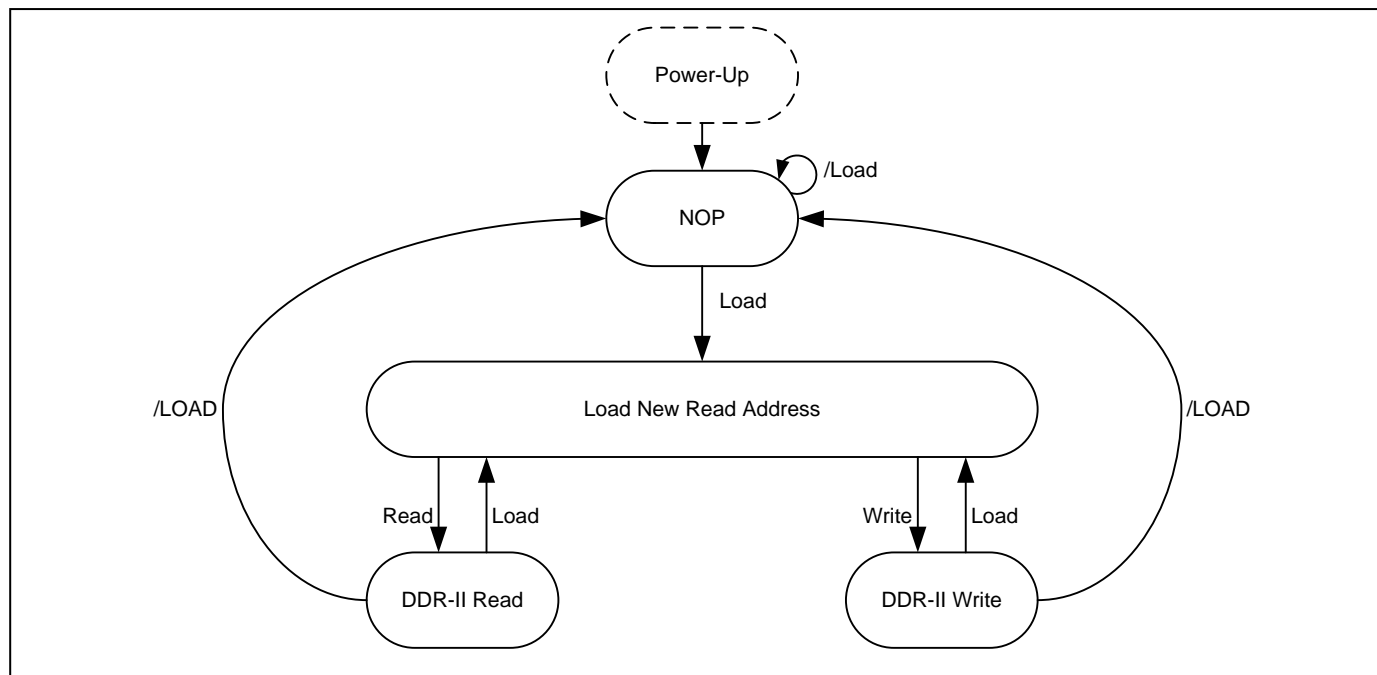 Power-Up
/Load
NOP
Load
Load New Read Address
/LOAD
/LOAD
Read
Load
Write
Load
DDR-II Read
DDR-II Write